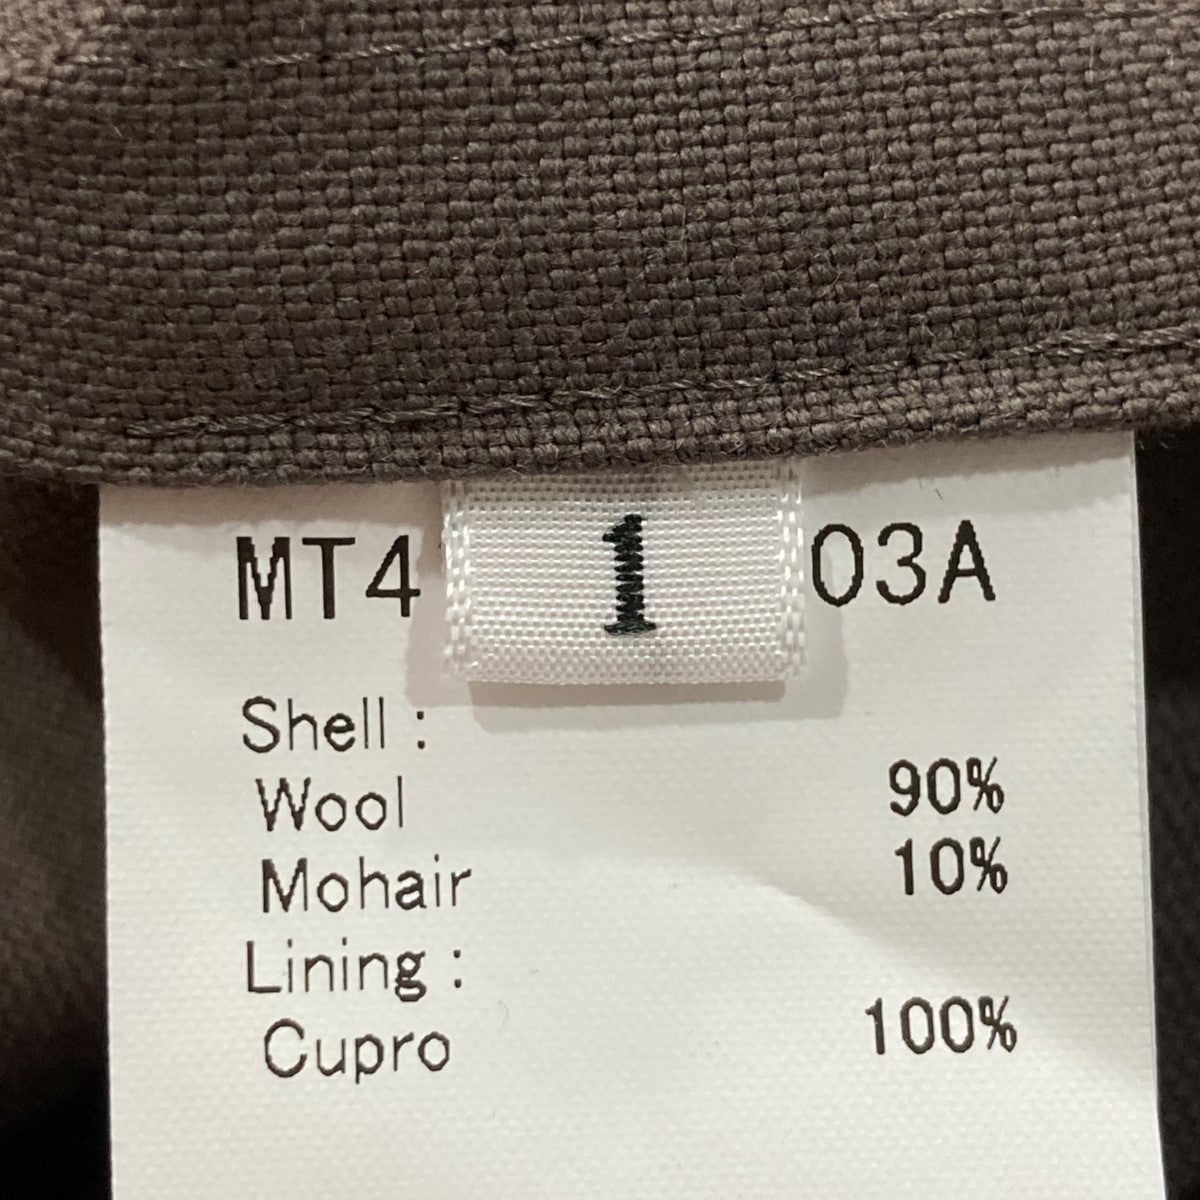 MT4 1 03A
Shell :
Wool 90%
Mohair 10%
Lining :
Cupro 100%